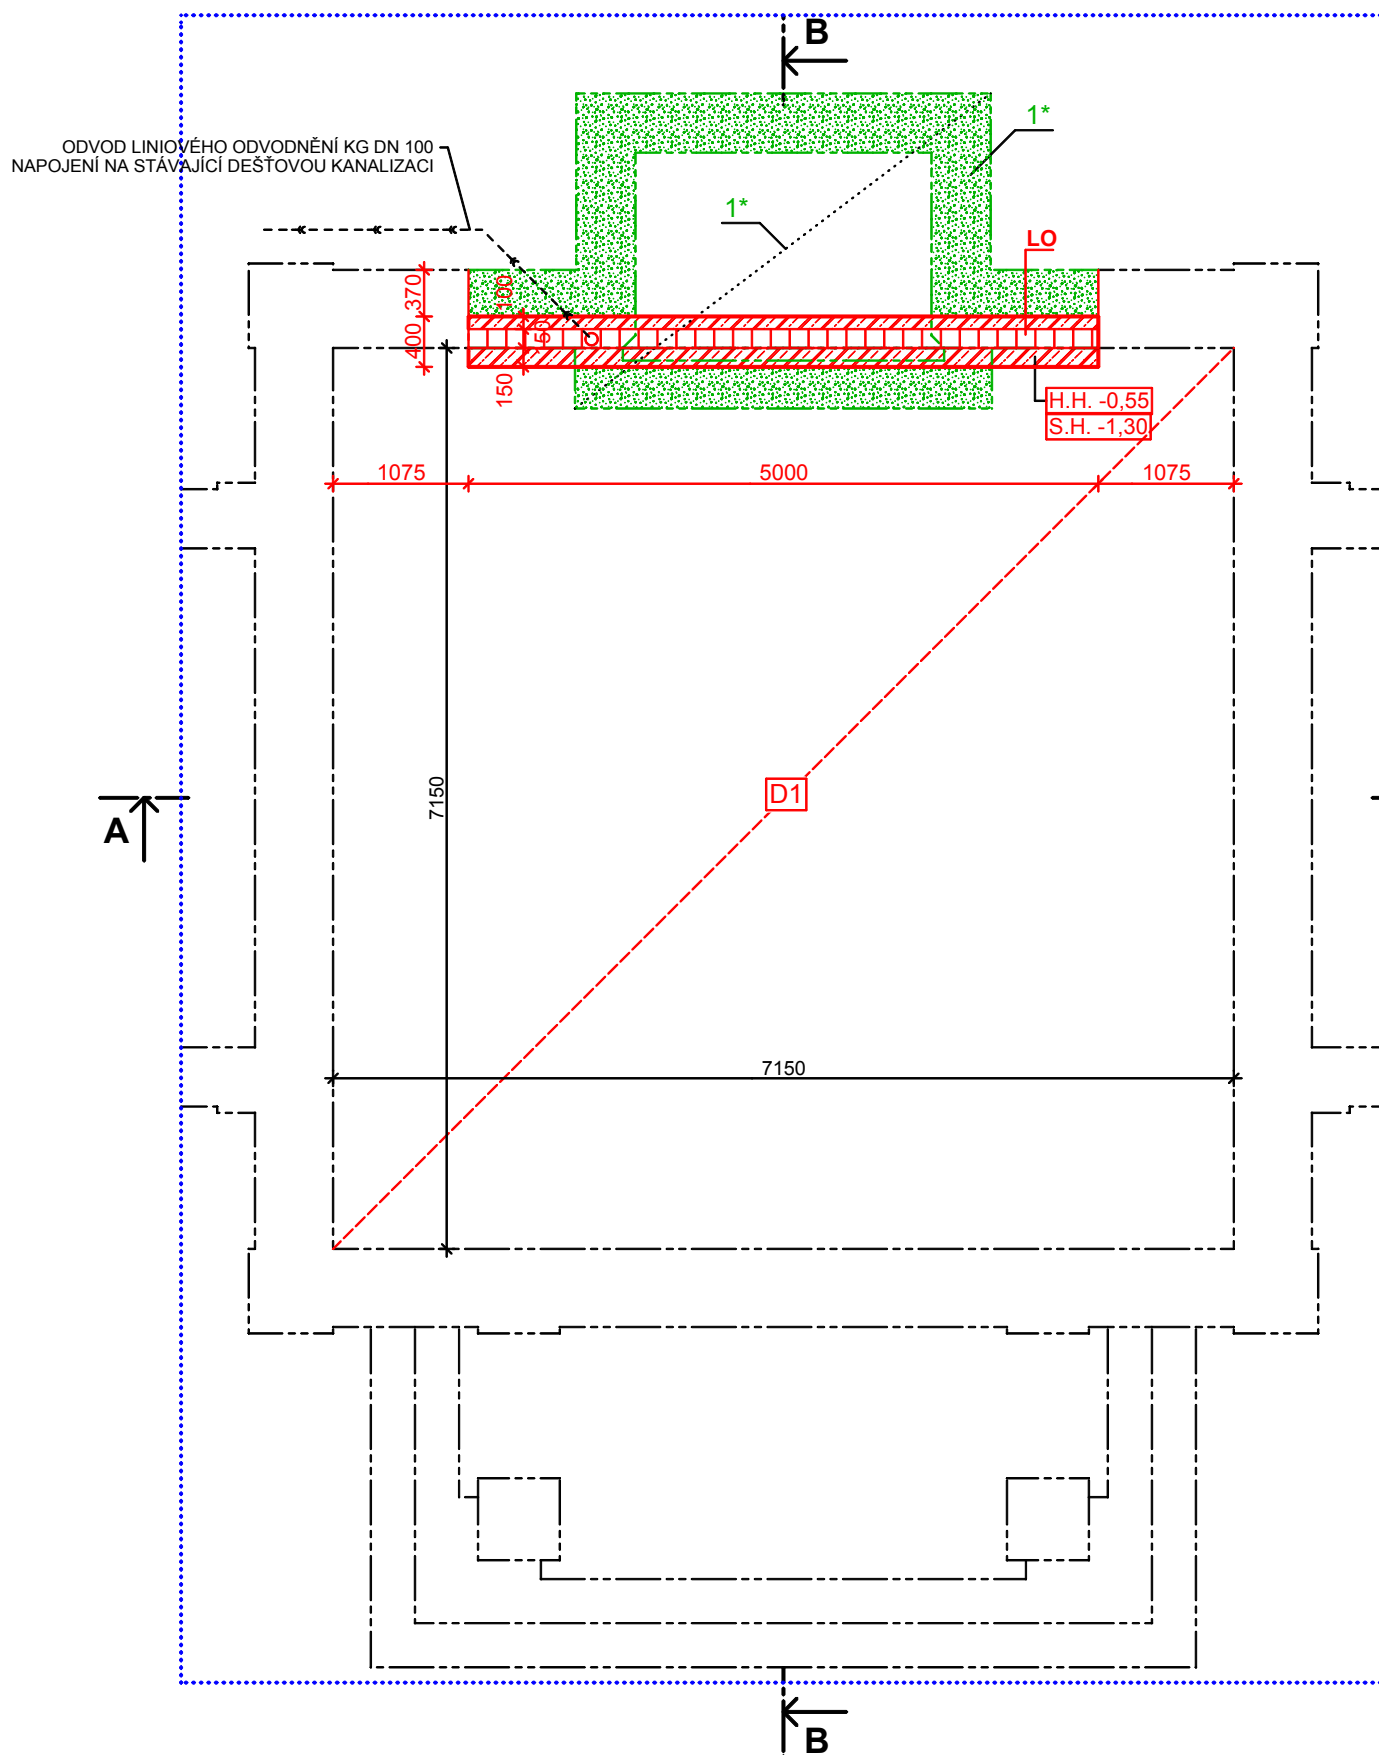 B
1*
ODVOD LINIOVÉHO ODVODNĚNÍ KG DN 100
NAPOJENÍ NA STÁVAJÍCÍ DEŠŤOVOU KANALIZACI
1*
LO
370
100
400
150
H.H. -0,55
S.H. -1,30
1075
5000
1075
7150
D1
A
7150
B